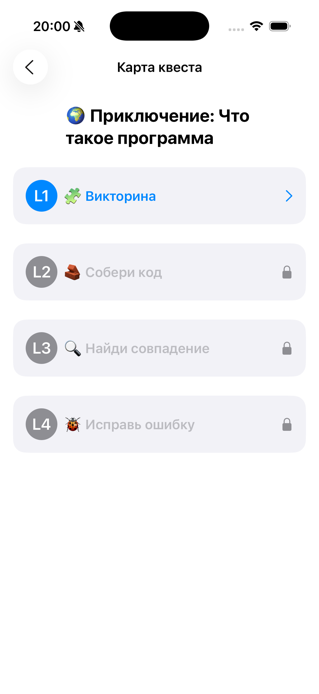 20:00
Карта квеста
🌍 Приключение: Что
такое программа
L1 🧩 Викторина
L2 🧱 Собери код
L3 🔍 Найди совпадение
L4 🐞 Исправь ошибку